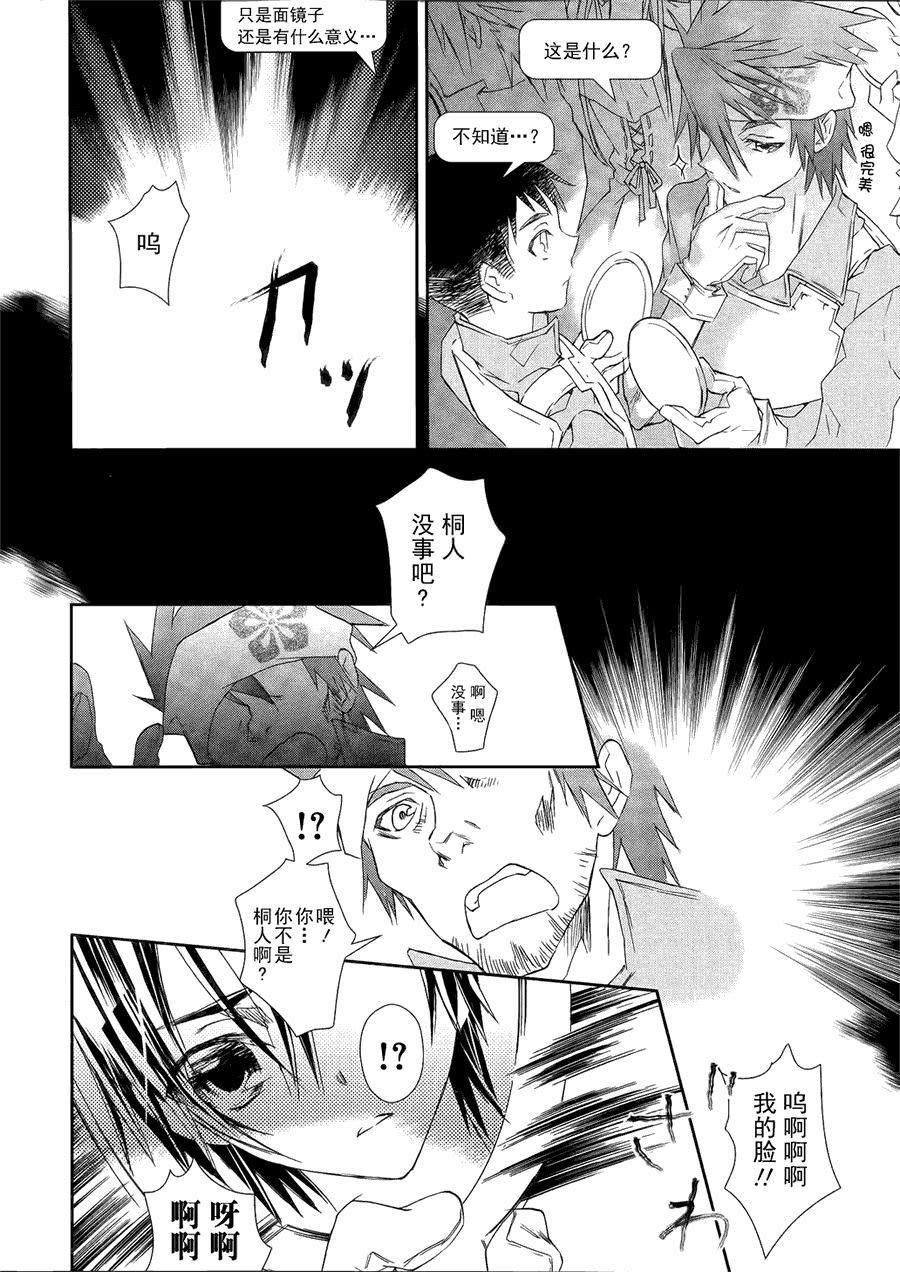 这是什么?
不知道…?
嗯 很完美
只是面镜子
还是有什么意义…
呜
カッ
桐人
没事吧?
啊 嗯
没事…
!?
喂!
你…
你不是
桐人啊?
!?
呜啊啊啊
我的脸!!
呀啊
啊啊